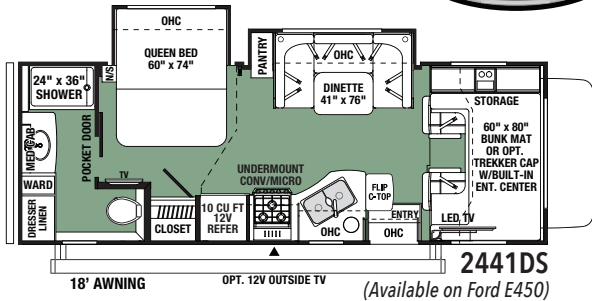 OHC
QUEEN BED
60" x 74"
N/S
PANTRY
OHC
DINETTE
41" x 76"
24" x 36"
SHOWER
MED CAB
POCKET DOOR
WARD
DRESSER
LINEN
TV
CLOSET
10 CU FT
12V
REFER
UNDERMOUNT
CONV/MICRO
OHC
FLIP
C-TOP
ENTRY
OHC
STORAGE
60" x 80"
BUNK MAT
OR OPT.
TREKKER CAP
W/BUILT-IN
ENT. CENTER
LED TV
18' AWNING
OPT. 12V OUTSIDE TV
2441DS
(Available on Ford E450)